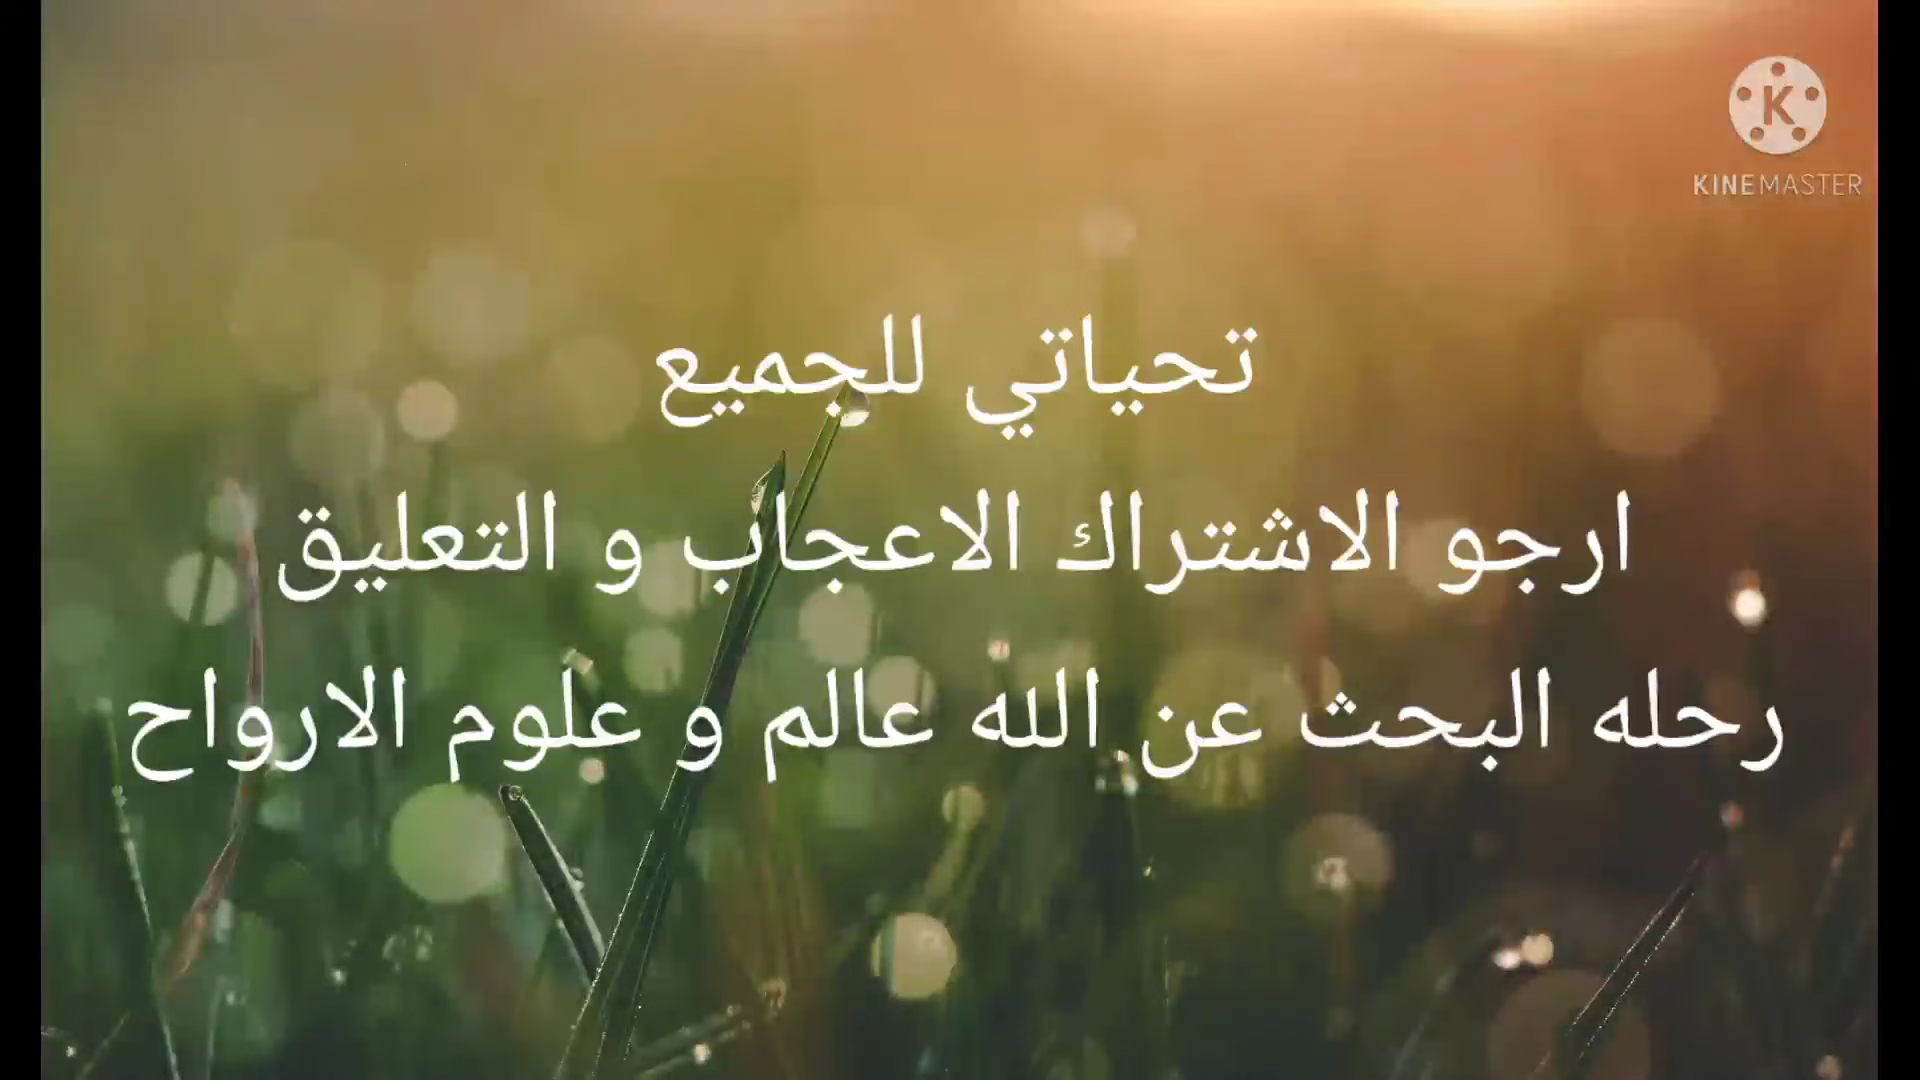 KINEMASTER
تحياتي للجميع
ارجو الاشتراك الاعجاب و التعليق
رحله البحث عن الله عالم و علوم الارواح